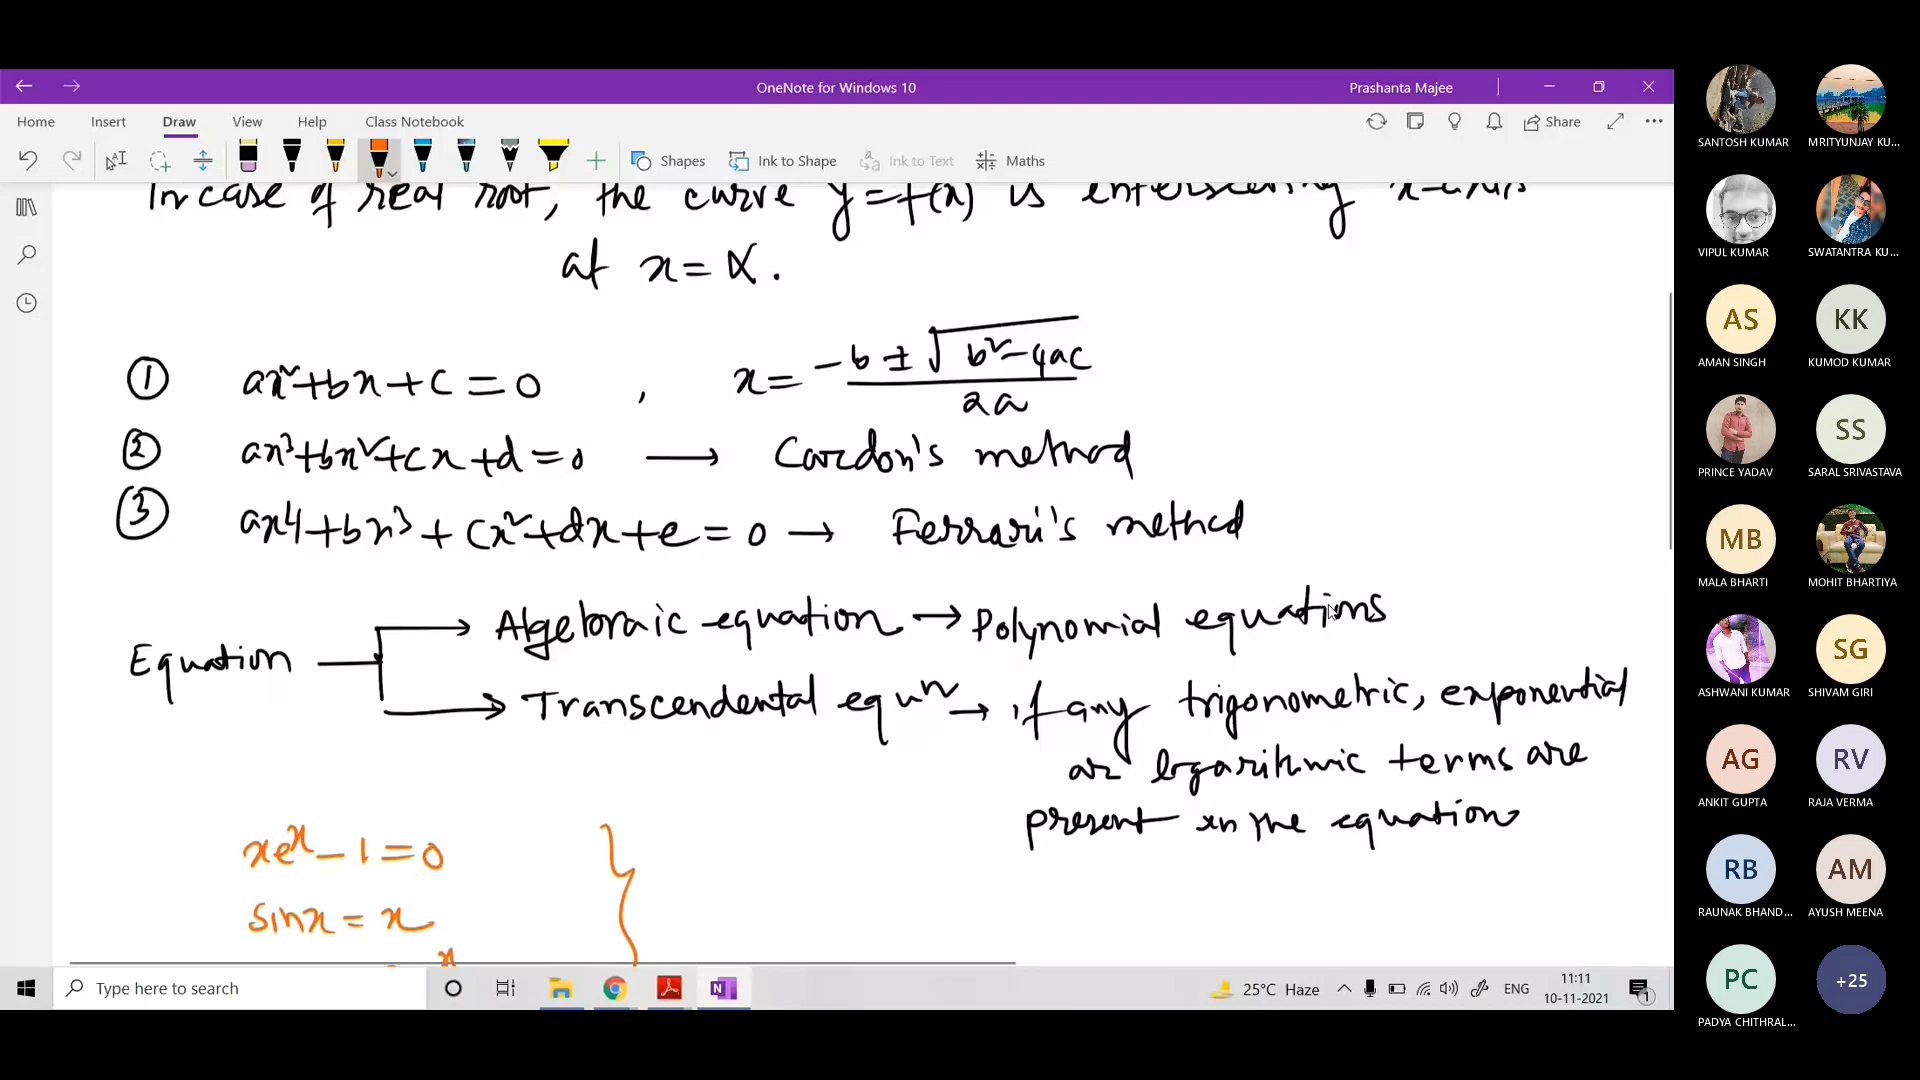 OneNote for Windows 10
Prashanta Majee
Home Insert Draw View Help Class Notebook
Share
Shapes Ink to Shape Ink to Text Maths
In case of real root, the curve y=f(x) is intersecting x-axis
at x=α.
① ax²+bx+c=0 , x= -b ± √b²-4ac
2a
② ax³+bx²+cx+d=0 → Cardon's method
③ ax4+bx³+cx²+dx+e=0 → Ferrari's method
Algebraic equation → Polynomial equations
Equation
Transcendental equⁿ → if any trigonometric, exponential
or logarithmic terms are
present in the equation
xeˣ-1=0
sinx=x
x
Type here to search
25°C Haze
ENG
11:11
10-11-2021
1
SANTOSH KUMAR
MRITYUNJAY KU...
VIPUL KUMAR
SWATANTRA KU...
AS
KK
AMAN SINGH
KUMOD KUMAR
SS
PRINCE YADAV
SARAL SRIVASTAVA
MB
MALA BHARTI
MOHIT BHARTIYA
SG
ASHWANI KUMAR
SHIVAM GIRI
AG
RV
ANKIT GUPTA
RAJA VERMA
RB
AM
RAUNAK BHAND...
AYUSH MEENA
PC
+25
PADYA CHITHRAL...